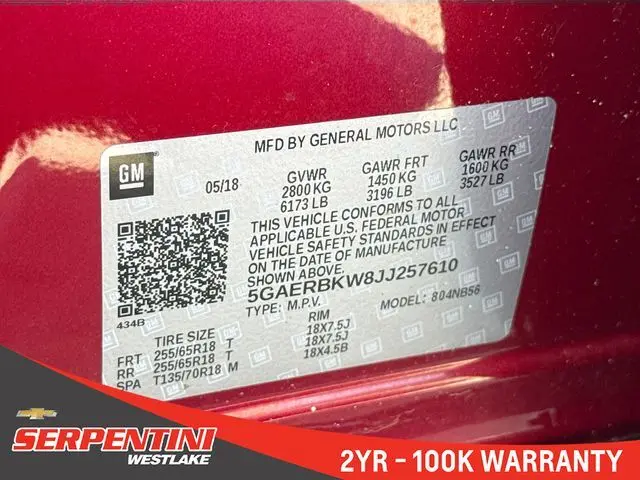 MFD BY GENERAL MOTORS LLC
GM
05/18
GVWR
2800 KG
6173 LB
GAWR FRT
1450 KG
3196 LB
GAWR RR
1600 KG
3527 LB
THIS VEHICLE CONFORMS TO ALL
APPLICABLE U.S. FEDERAL MOTOR
VEHICLE SAFETY STANDARDS IN EFFECT
ON THE DATE OF MANUFACTURE
SHOWN ABOVE.
5GAERBKW8JJ257610
TYPE: M.P.V. MODEL: 804NB56
434B
TIRE SIZE RIM
FRT 255/65R18 T 18X7.5J
RR 255/65R18 T 18X7.5J
SPA T135/70R18 M 18X4.5B
SERPENTINI
WESTLAKE
2YR - 100K WARRANTY